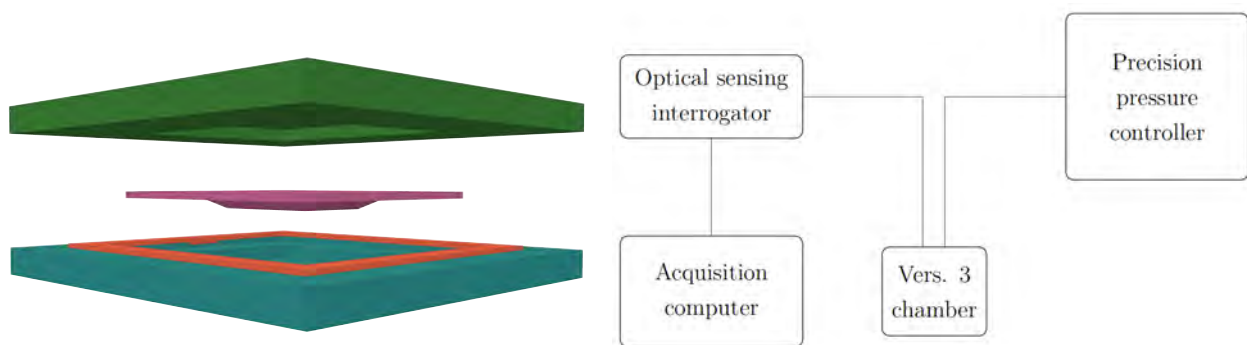 Optical sensing
interrogator
Precision
pressure
controller
Acquisition
computer
Vers. 3
chamber